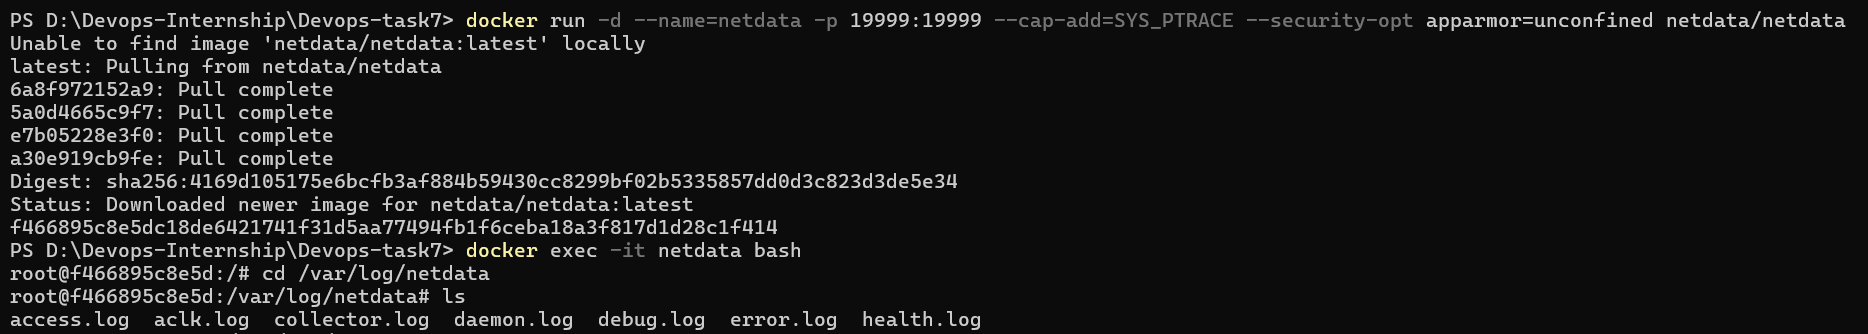 PS D:\Devops-Internship\Devops-task7> docker run -d --name=netdata -p 19999:19999 --cap-add=SYS_PTRACE --security-opt apparmor=unconfined netdata/netdata
Unable to find image 'netdata/netdata:latest' locally
latest: Pulling from netdata/netdata
6a8f972152a9: Pull complete
5a0d4665c9f7: Pull complete
e7b05228e3f0: Pull complete
a30e919cb9fe: Pull complete
Digest: sha256:4169d105175e6bcfb3af884b59430cc8299bf02b5335857dd0d3c823d3de5e34
Status: Downloaded newer image for netdata/netdata:latest
f466895c8e5dc18de6421741f31d5aa77494fb1f6ceba18a3f817d1d28c1f414
PS D:\Devops-Internship\Devops-task7> docker exec -it netdata bash
root@f466895c8e5d:/# cd /var/log/netdata
root@f466895c8e5d:/var/log/netdata# ls
access.log  aclk.log  collector.log  daemon.log  debug.log  error.log  health.log